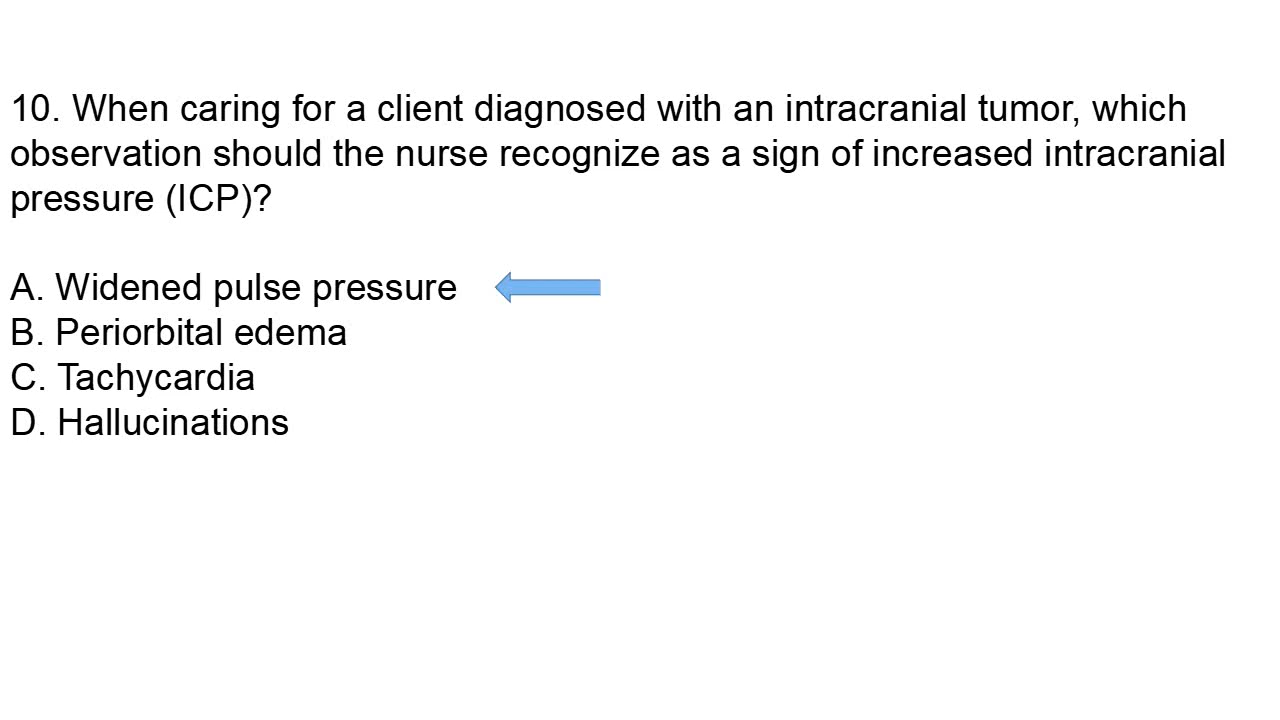 10. When caring for a client diagnosed with an intracranial tumor, which
observation should the nurse recognize as a sign of increased intracranial
pressure (ICP)?
A. Widened pulse pressure
B. Periorbital edema
C. Tachycardia
D. Hallucinations